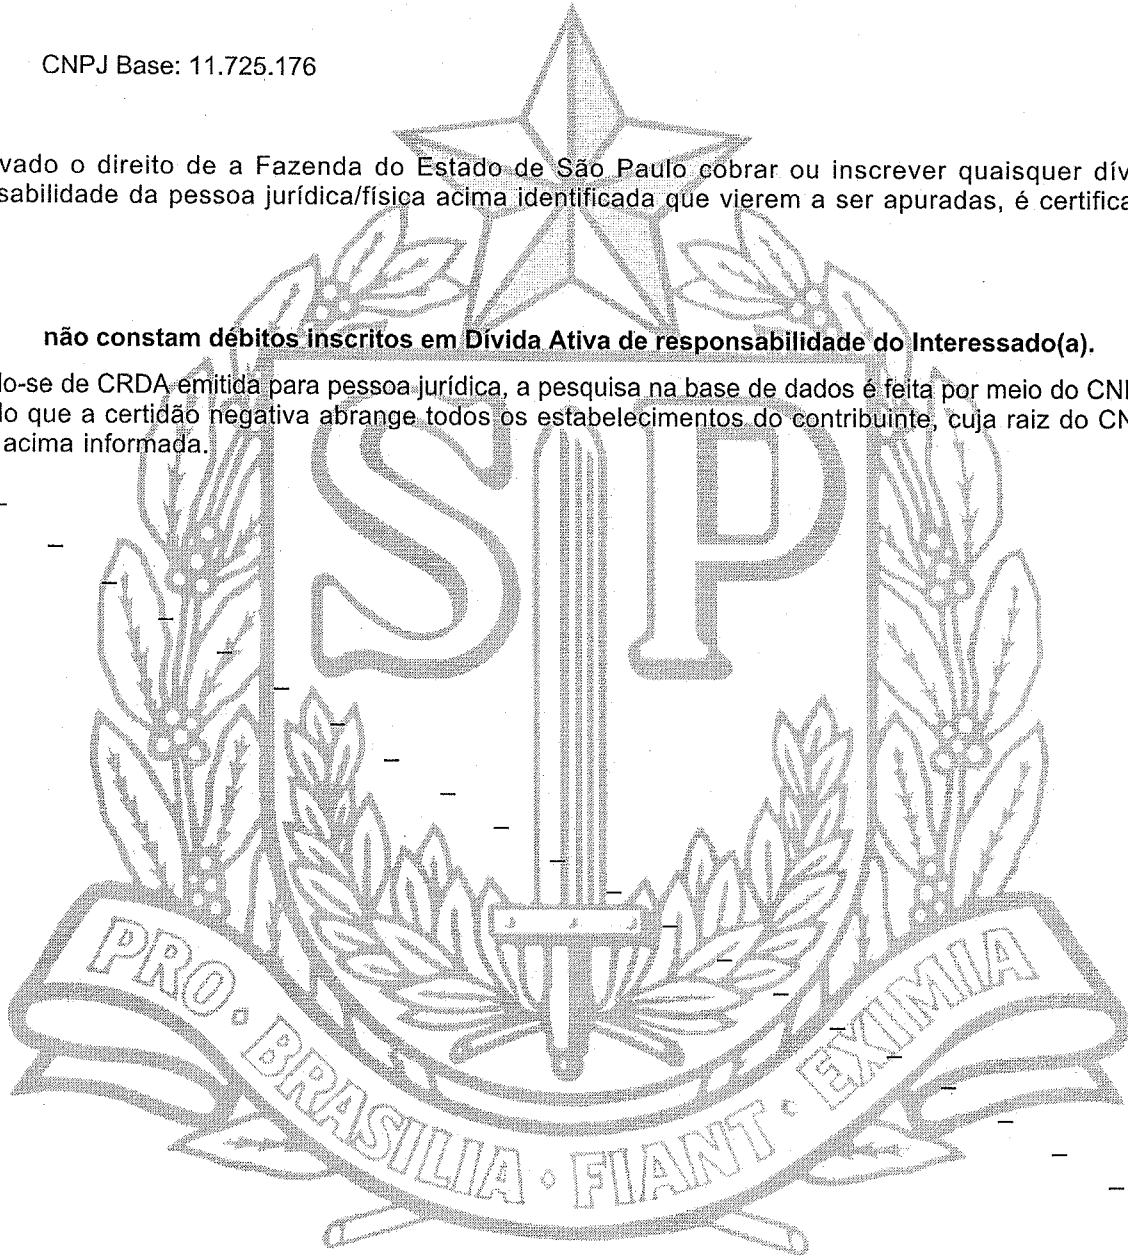 CNPJ Base: 11.725.176
vado o direito de a Fazenda do Estado de São Paulo cobrar ou inscrever quaisquer dív
sabilidade da pessoa jurídica/física acima identificada que vierem a ser apuradas, é certifica
não constam débitos inscritos em Dívida Ativa de responsabilidade do Interessado(a).
lo-se de CRDA emitida para pessoa jurídica, a pesquisa na base de dados é feita por meio do CN
lo que a certidão negativa abrange todos os estabelecimentos do contribuinte, cuja raiz do CN
acima informada.
S P
PRO · BRASILIA · FIANT · EXIMIA